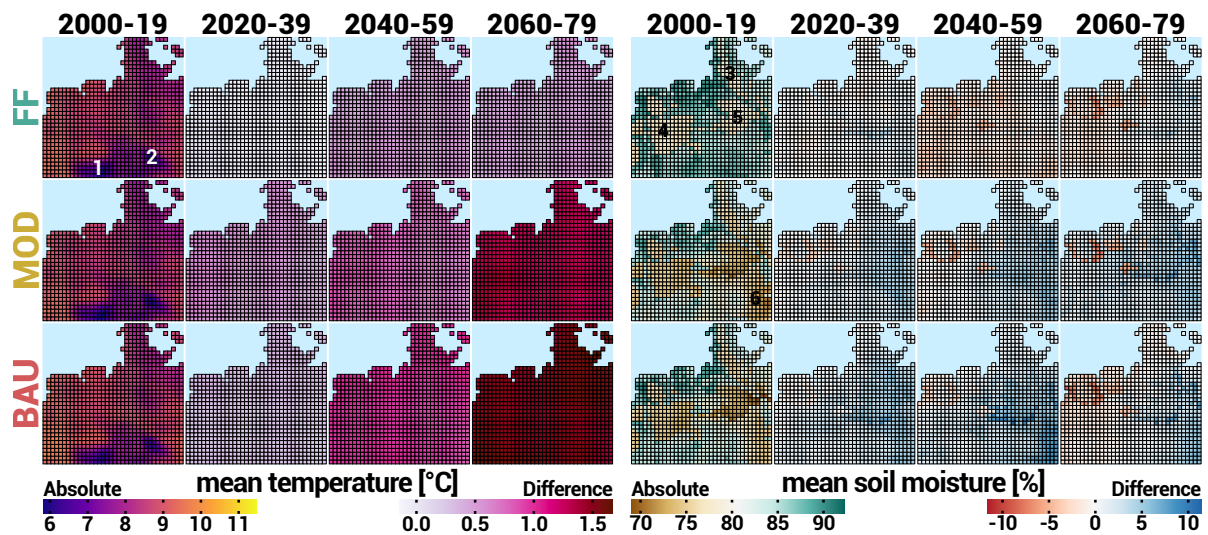 2000-19 2020-39 2040-59 2060-79 2000-19 2020-39 2040-59 2060-79
FF
1 2
3
4 5
MOD
6
BAU
mean temperature [°C] mean soil moisture [%]
Absolute Difference Absolute Difference
6 7 8 9 10 11 0.0 0.5 1.0 1.5 70 75 80 85 90 -10 -5 0 5 10